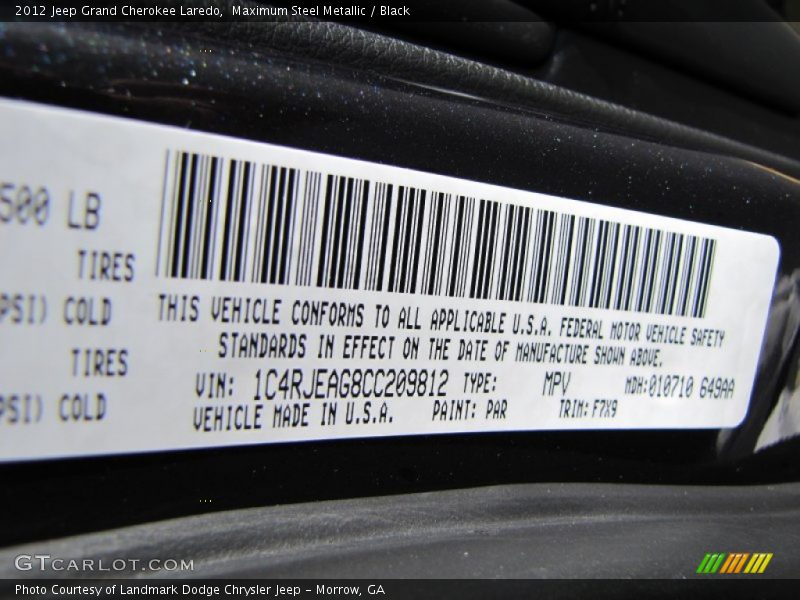 2012 Jeep Grand Cherokee Laredo, Maximum Steel Metallic / Black
500 LB
TIRES
PSI) COLD
TIRES
PSI) COLD
THIS VEHICLE CONFORMS TO ALL APPLICABLE U.S.A. FEDERAL MOTOR VEHICLE SAFETY
STANDARDS IN EFFECT ON THE DATE OF MANUFACTURE SHOWN ABOVE.
VIN: 1C4RJEAG8CC209812 TYPE: MPV MDH:010710 649AA
VEHICLE MADE IN U.S.A. PAINT: PAR TRIM: F7X9
GTCARLOT.COM
Photo Courtesy of Landmark Dodge Chrysler Jeep – Morrow, GA